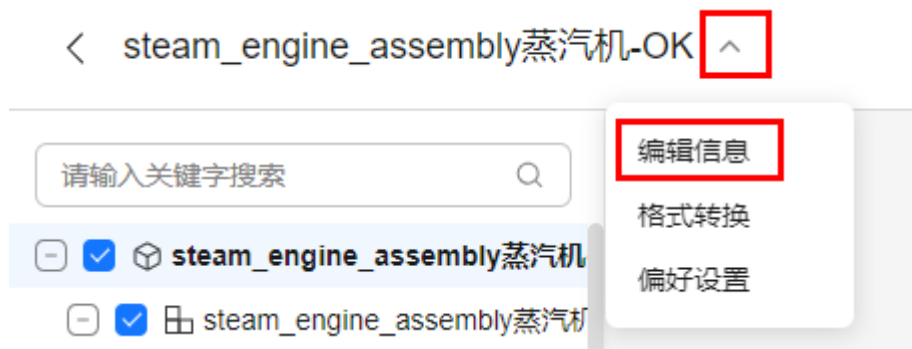 steam_engine_assembly蒸汽机-OK
编辑信息
请输入关键字搜索
格式转换
steam_engine_assembly蒸汽机
偏好设置
steam_engine_assembly蒸汽机